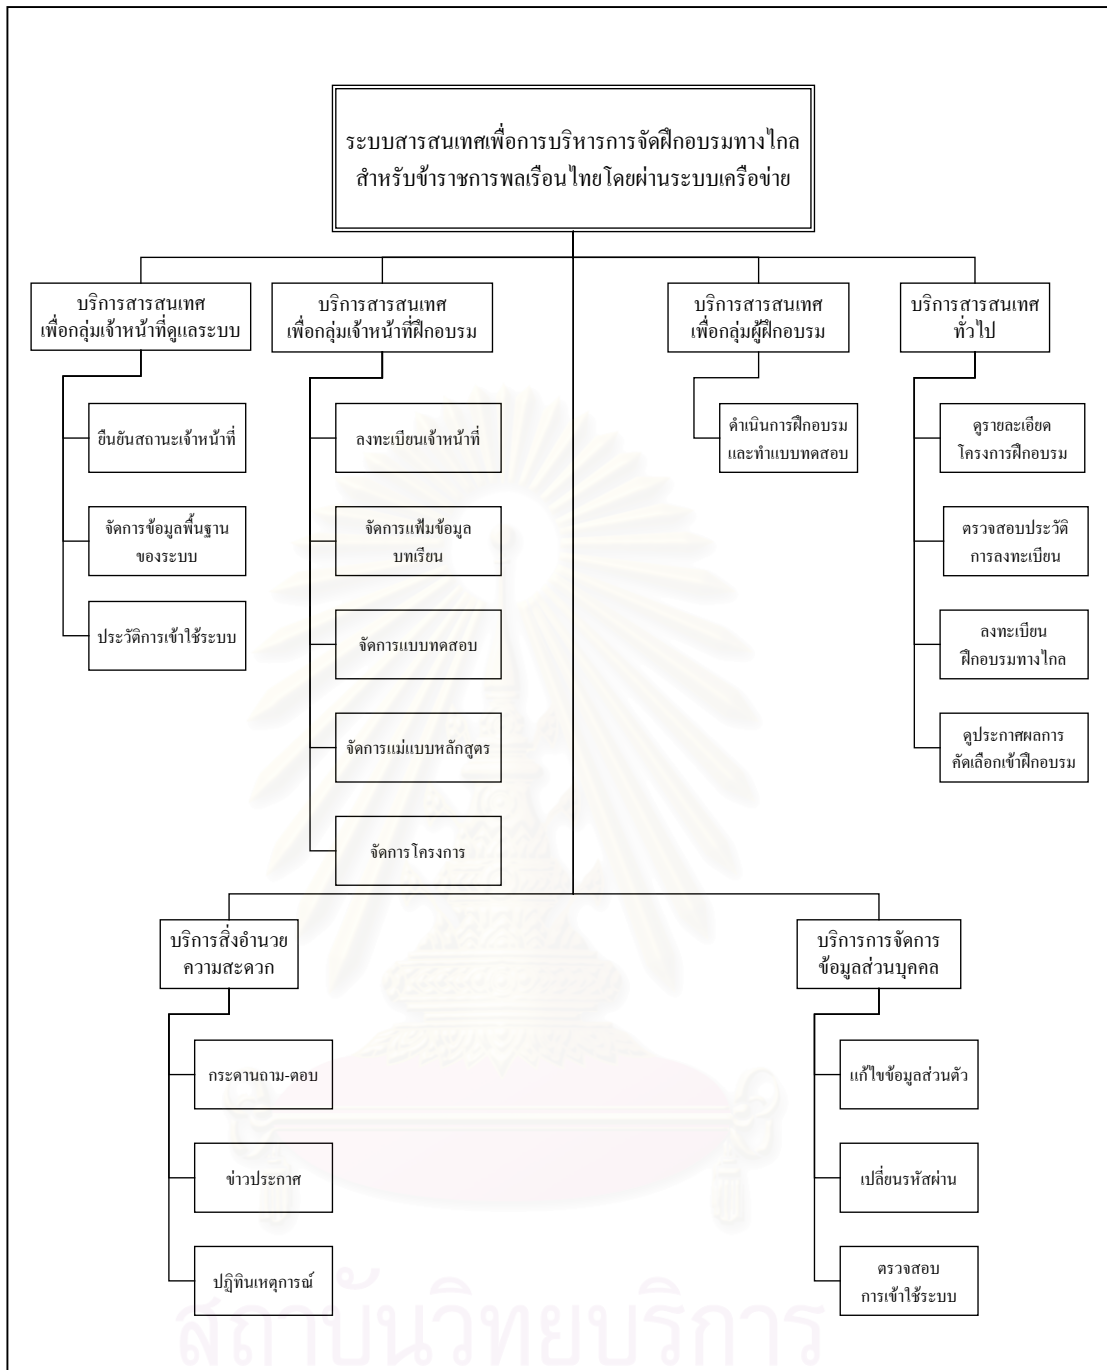 ระบบสารสนเทศเพื่อการบริหารการจัดฝึกอบรมทางไกล
สำหรับข้าราชการพลเรือนไทยโดยผ่านระบบเครือข่าย
บริการสารสนเทศ
เพื่อกลุ่มเจ้าหน้าที่ดูแลระบบ
ยืนยันสถานะเจ้าหน้าที่
จัดการข้อมูลพื้นฐาน
ของระบบ
ประวัติการเข้าใช้ระบบ
บริการสารสนเทศ
เพื่อกลุ่มเจ้าหน้าที่ฝึกอบรม
ลงทะเบียนเจ้าหน้าที่
จัดการแฟ้มข้อมูล
บทเรียน
จัดการแบบทดสอบ
จัดการแม่แบบหลักสูตร
จัดการโครงการ
บริการสารสนเทศ
เพื่อกลุ่มผู้ฝึกอบรม
ดำเนินการฝึกอบรม
และทำแบบทดสอบ
บริการสารสนเทศ
ทั่วไป
ดูรายละเอียด
โครงการฝึกอบรม
ตรวจสอบประวัติ
การลงทะเบียน
ลงทะเบียน
ฝึกอบรมทางไกล
ดูประกาศผลการ
คัดเลือกเข้าฝึกอบรม
บริการสิ่งอำนวย
ความสะดวก
กระดานถาม-ตอบ
ข่าวประกาศ
ปฏิทินเหตุการณ์
บริการการจัดการ
ข้อมูลส่วนบุคคล
แก้ไขข้อมูลส่วนตัว
เปลี่ยนรหัสผ่าน
ตรวจสอบ
การเข้าใช้ระบบ
สถาบันวิทยบริการ